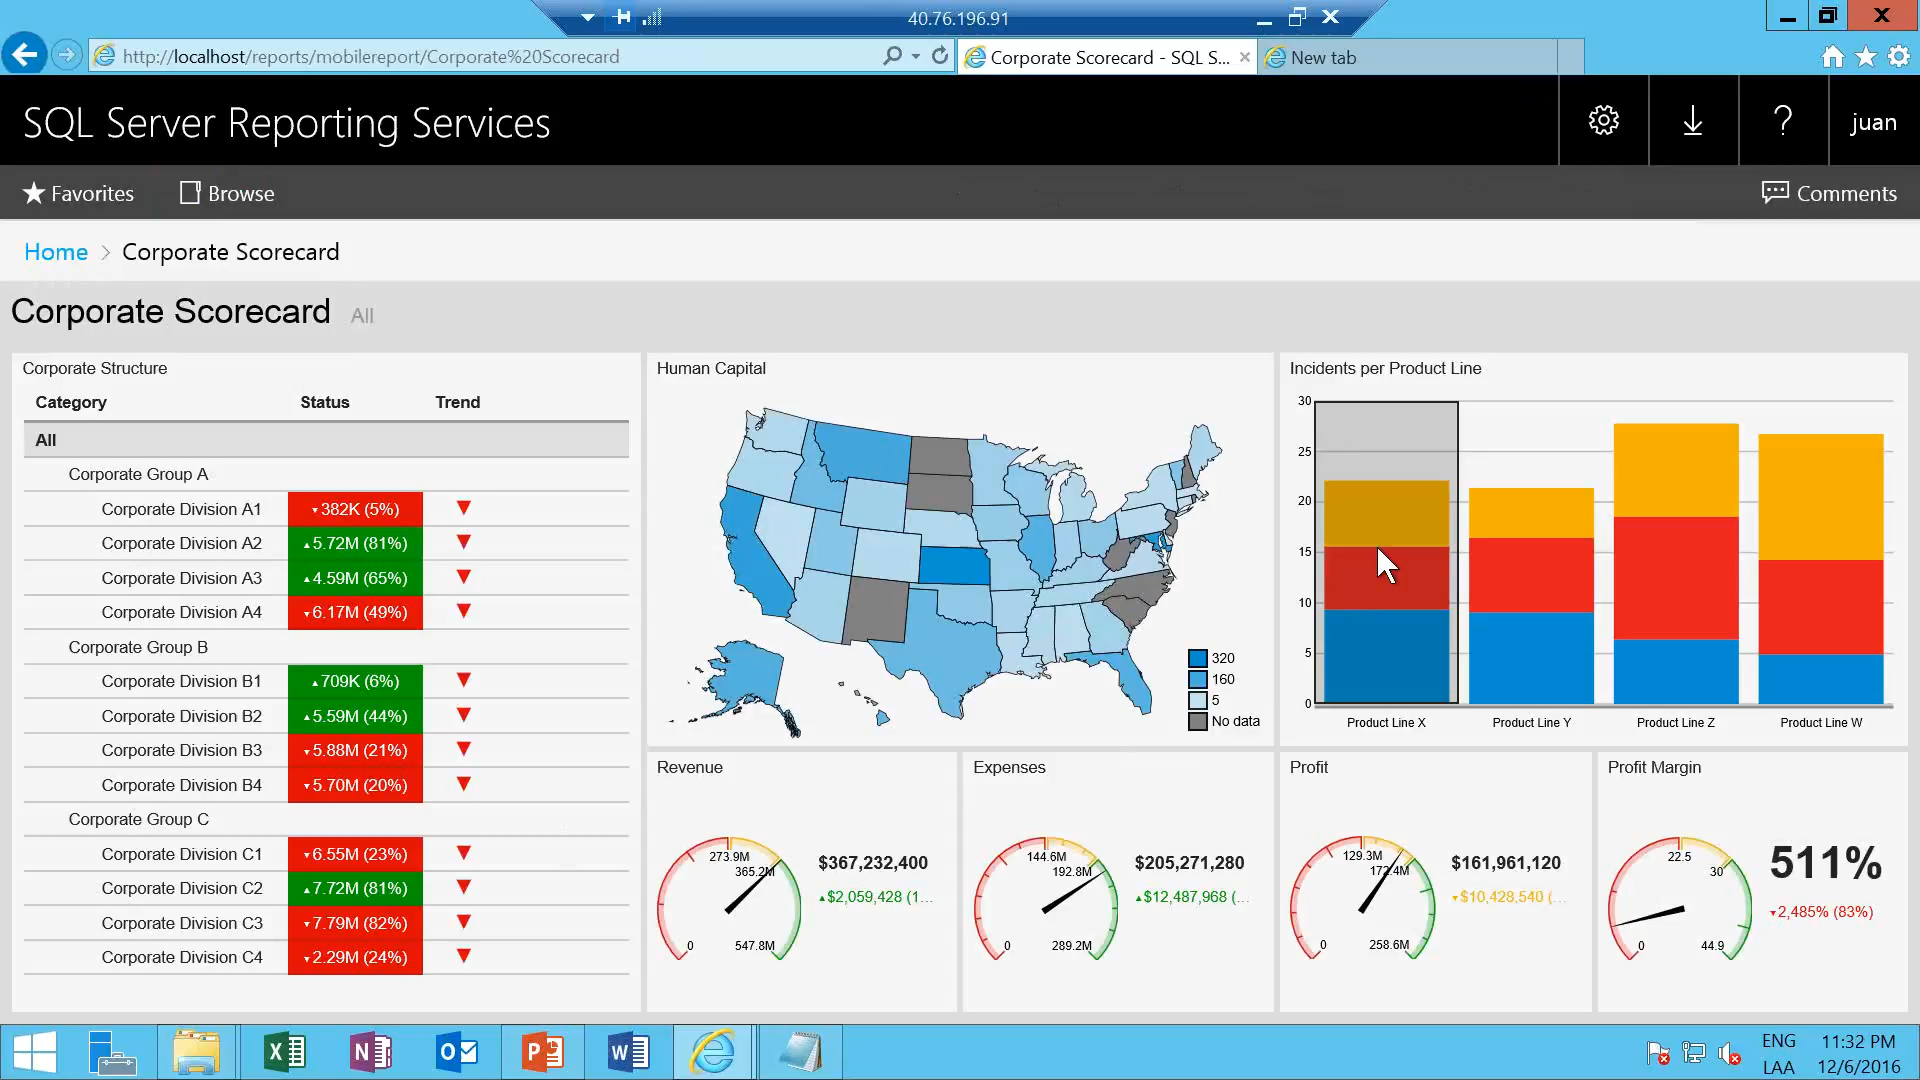 40.76.196.91
http://localhost/reports/mobilereport/Corporate%20Scorecard
Corporate Scorecard - SQL S...
New tab
SQL Server Reporting Services
?
juan
Favorites
Browse
Comments
Home > Corporate Scorecard
Corporate Scorecard All
Corporate Structure
Category Status Trend
All
Corporate Group A
Corporate Division A1 ▾382K (5%) ▼
Corporate Division A2 ▴5.72M (81%) ▼
Corporate Division A3 ▴4.59M (65%) ▼
Corporate Division A4 ▾6.17M (49%) ▼
Corporate Group B
Corporate Division B1 ▴709K (6%) ▼
Corporate Division B2 ▴5.59M (44%) ▼
Corporate Division B3 ▾5.88M (21%) ▼
Corporate Division B4 ▾5.70M (20%) ▼
Corporate Group C
Corporate Division C1 ▾6.55M (23%) ▼
Corporate Division C2 ▴7.72M (81%) ▼
Corporate Division C3 ▾7.79M (82%) ▼
Corporate Division C4 ▾2.29M (24%) ▼
Human Capital
320
160
5
No data
Incidents per Product Line
30
25
20
15
10
5
0
Product Line X Product Line Y Product Line Z Product Line W
Revenue
273.9M
365.2M
0 547.8M
$367,232,400
▴$2,059,428 (1...
Expenses
144.6M
192.8M
0 289.2M
$205,271,280
▴$12,487,968 (...
Profit
129.3M
172.4M
0 258.6M
$161,961,120
▾$10,428,540 (...
Profit Margin
22.5
30
0 44.9
511%
▾2,485% (83%)
ENG
LAA
11:32 PM
12/6/2016